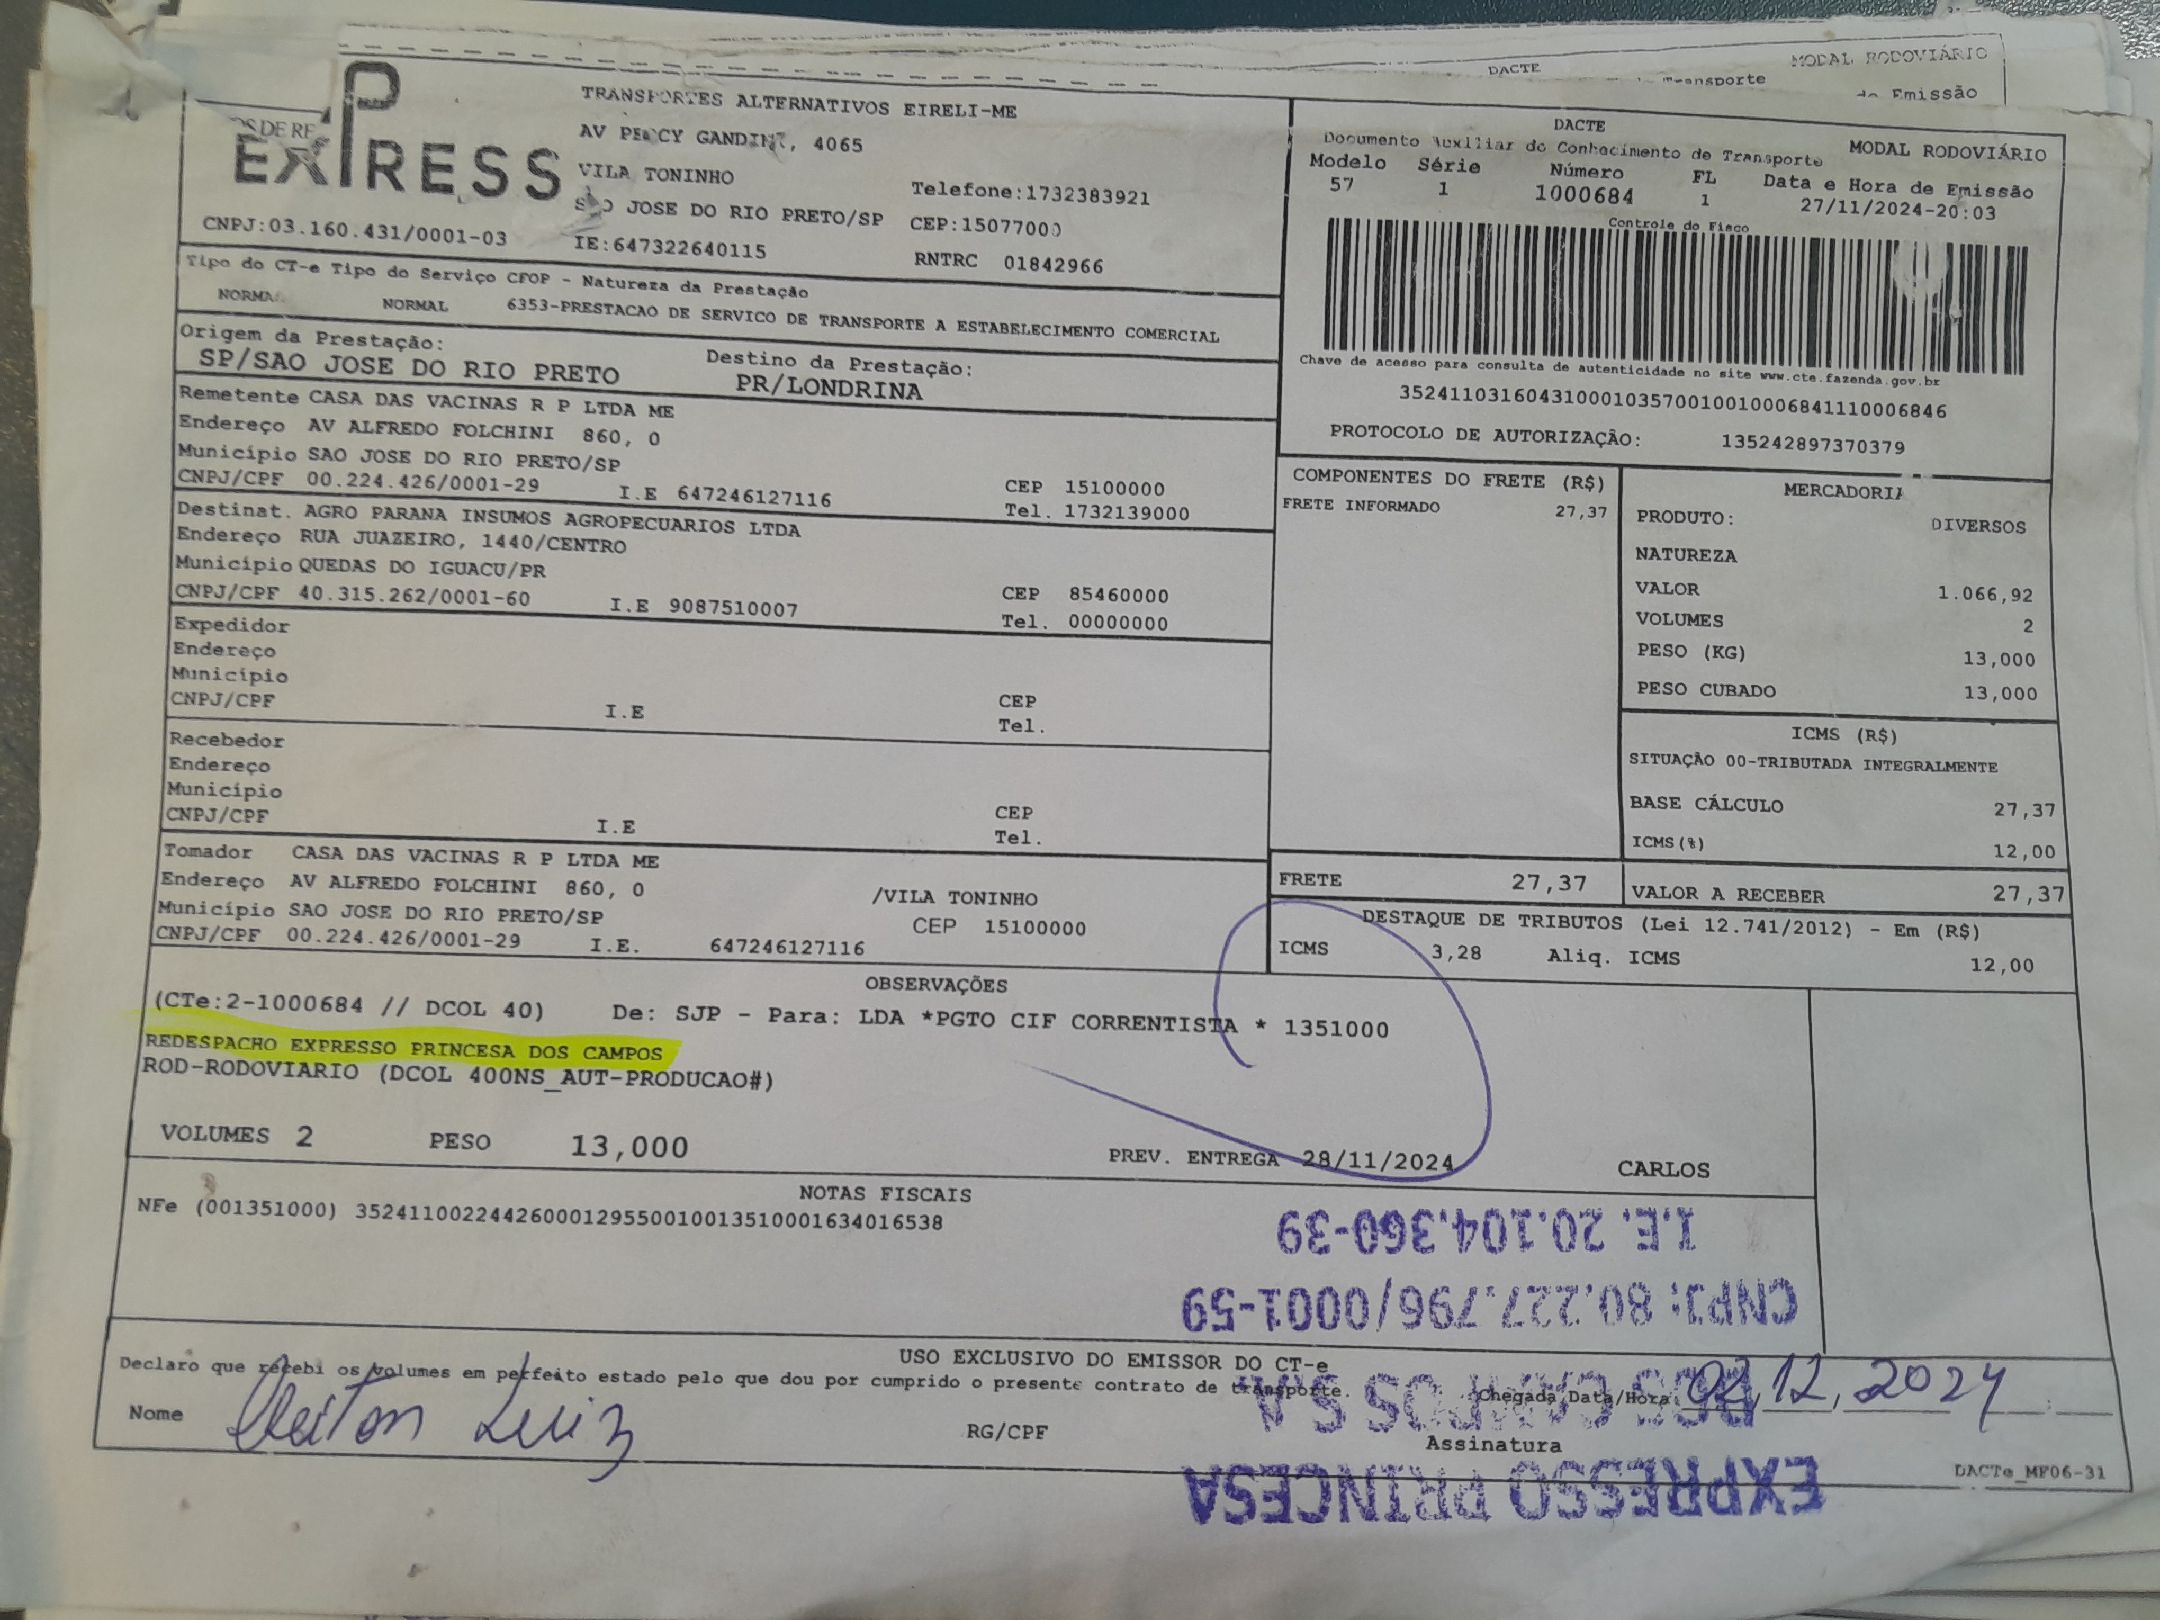 DACTE
MODAL RODOVIÁRIO
Transporte
de Emissão
EXPRESS
CNPJ:03.160.431/0001-03
TRANSPORTES ALTERNATIVOS EIRELI-ME
AV PERCY GANDINI, 4065
VILA TONINHO
Telefone:1732383921
SAO JOSE DO RIO PRETO/SP CEP:15077000
IE:647322640115 RNTRC 01842966
DACTE
Documento Auxiliar do Conhecimento de Transporte MODAL RODOVIÁRIO
Modelo Série Número FL Data e Hora de Emissão
57 1 1000684 1 27/11/2024-20:03
Controle do Fisco
Chave de acesso para consulta de autenticidade no site www.cte.fazenda.gov.br
35241103160431000103570010010006841110006846
PROTOCOLO DE AUTORIZAÇÃO: 135242897370379
Tipo do CT-e Tipo do Serviço CFOP - Natureza da Prestação
NORMAL NORMAL 6353-PRESTACAO DE SERVICO DE TRANSPORTE A ESTABELECIMENTO COMERCIAL
Origem da Prestação: Destino da Prestação:
SP/SAO JOSE DO RIO PRETO PR/LONDRINA
Remetente CASA DAS VACINAS R P LTDA ME
Endereço AV ALFREDO FOLCHINI 860, 0
Município SAO JOSE DO RIO PRETO/SP CEP 15100000
CNPJ/CPF 00.224.426/0001-29 I.E 647246127116 Tel. 1732139000
Destinat. AGRO PARANA INSUMOS AGROPECUARIOS LTDA
Endereço RUA JUAZEIRO, 1440/CENTRO
Município QUEDAS DO IGUACU/PR CEP 85460000
CNPJ/CPF 40.315.262/0001-60 I.E 9087510007 Tel. 00000000
Expedidor
Endereço
Município CEP
CNPJ/CPF I.E Tel.
Recebedor
Endereço
Município CEP
CNPJ/CPF I.E Tel.
Tomador CASA DAS VACINAS R P LTDA ME
Endereço AV ALFREDO FOLCHINI 860, 0 /VILA TONINHO
Município SAO JOSE DO RIO PRETO/SP CEP 15100000
CNPJ/CPF 00.224.426/0001-29 I.E. 647246127116
COMPONENTES DO FRETE (R$)
FRETE INFORMADO 27,37
MERCADORIA
PRODUTO: DIVERSOS
NATUREZA
VALOR 1.066,92
VOLUMES 2
PESO (KG) 13,000
PESO CUBADO 13,000
ICMS (R$)
SITUAÇÃO 00-TRIBUTADA INTEGRALMENTE
BASE CÁLCULO 27,37
ICMS(%) 12,00
FRETE 27,37 VALOR A RECEBER 27,37
DESTAQUE DE TRIBUTOS (Lei 12.741/2012) - Em (R$)
ICMS 3,28 Aliq. ICMS 12,00
OBSERVAÇÕES
(CTe:2-1000684 // DCOL 40) De: SJP - Para: LDA *PGTO CIF CORRENTISTA * 1351000
REDESPACHO EXPRESSO PRINCESA DOS CAMPOS
ROD-RODOVIARIO (DCOL 400NS_AUT-PRODUCAO#)
VOLUMES 2 PESO 13,000 PREV. ENTREGA 28/11/2024 CARLOS
NOTAS FISCAIS
NFe (001351000) 35241100224426000129550010013510001634016538
I.E. 20.104.360-39
CNPJ: 80.227.796/0001-59
DOS CAMPOS S.A.
EXPRESSO PRINCESA
USO EXCLUSIVO DO EMISSOR DO CT-e
Declaro que recebi os volumes em perfeito estado pelo que dou por cumprido o presente contrato de transporte. Chegada Data/Hora 02,12,2024
Nome Cleiton Luiz RG/CPF Assinatura
DACTe_MF06-31